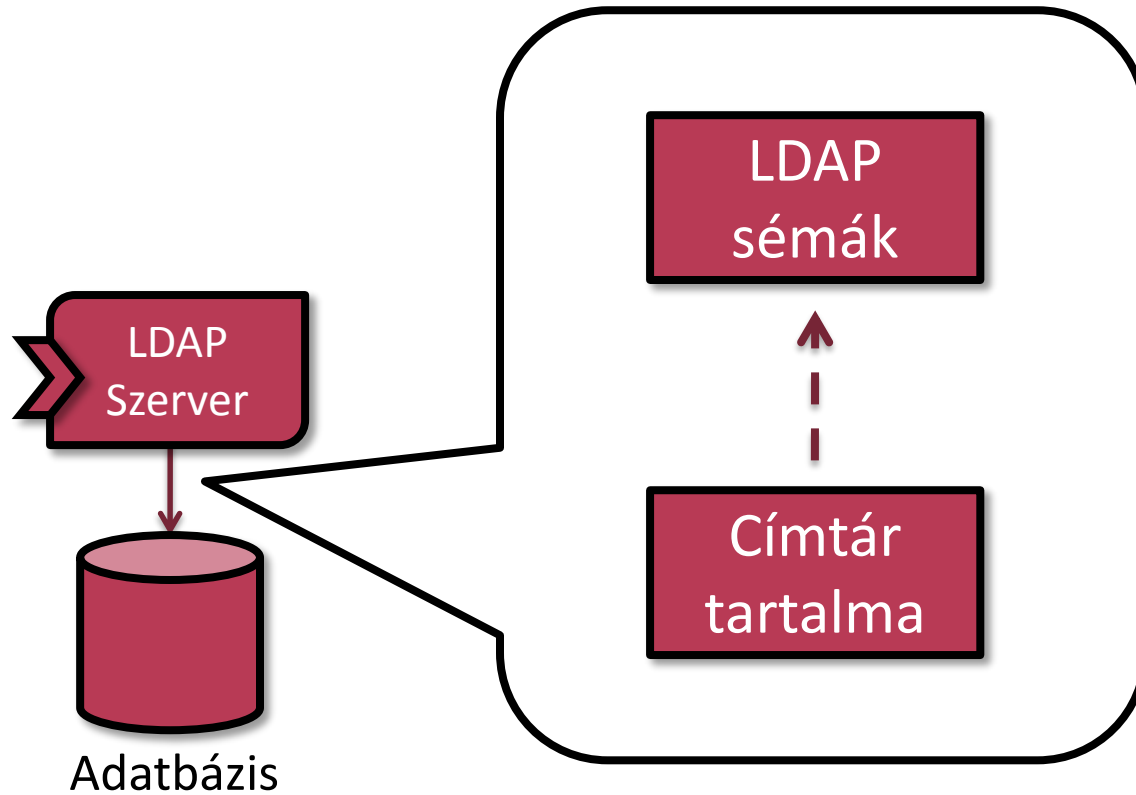 LDAP
sémák
LDAP
Szerver
Címtár
tartalma
Adatbázis